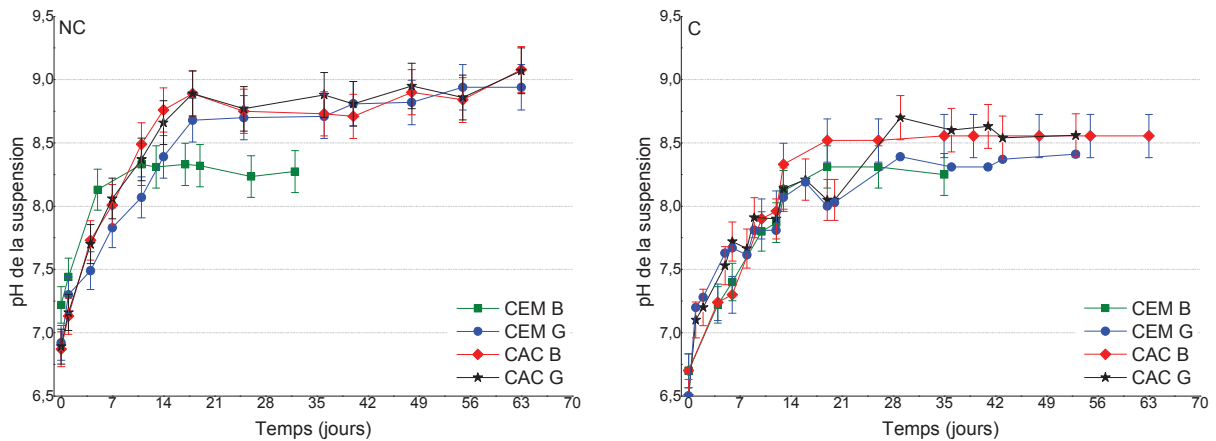 NC
pH de la suspension
9,5
9,0
8,5
8,0
7,5
7,0
6,5
0 7 14 21 28 35 42 49 56 63 70
Temps (jours)
CEM B
CEM G
CAC B
CAC G
C
pH de la suspension
9,5
9,0
8,5
8,0
7,5
7,0
6,5
0 7 14 21 28 35 42 49 56 63 70
Temps (jours)
CEM B
CEM G
CAC B
CAC G